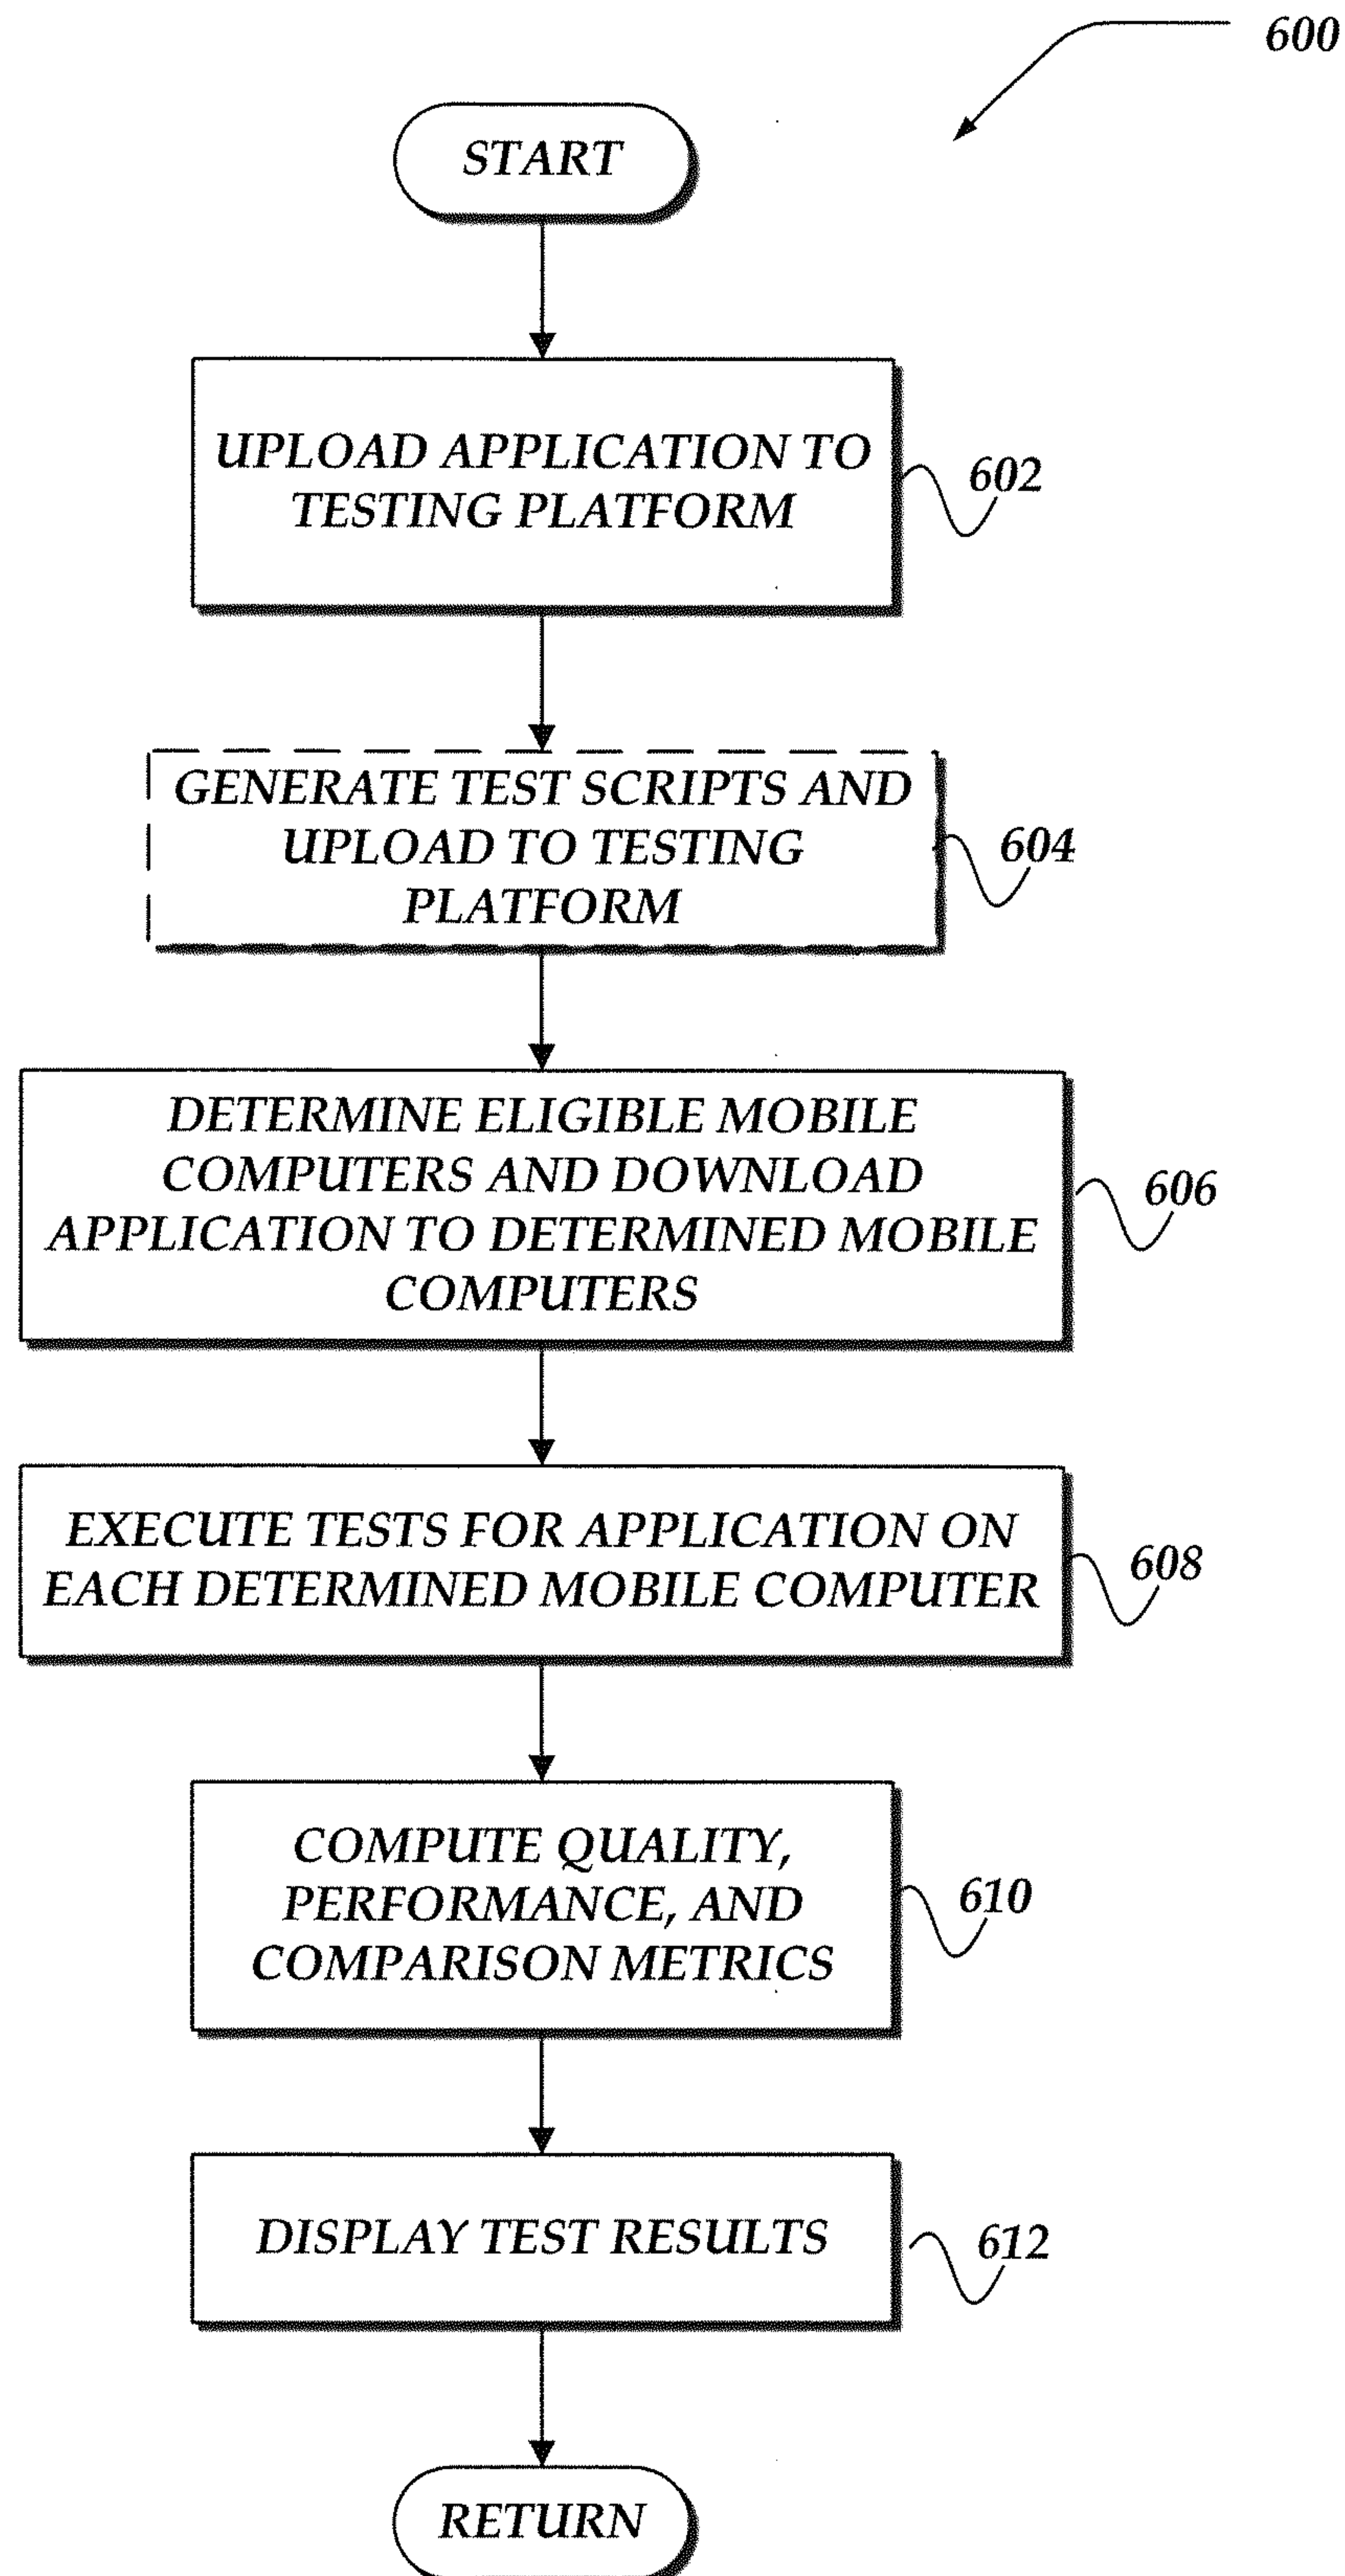 600
START
UPLOAD APPLICATION TO
TESTING PLATFORM
602
GENERATE TEST SCRIPTS AND
UPLOAD TO TESTING
PLATFORM
604
DETERMINE ELIGIBLE MOBILE
COMPUTERS AND DOWNLOAD
APPLICATION TO DETERMINED MOBILE
COMPUTERS
606
EXECUTE TESTS FOR APPLICATION ON
EACH DETERMINED MOBILE COMPUTER
608
COMPUTE QUALITY,
PERFORMANCE, AND
COMPARISON METRICS
610
DISPLAY TEST RESULTS
612
RETURN